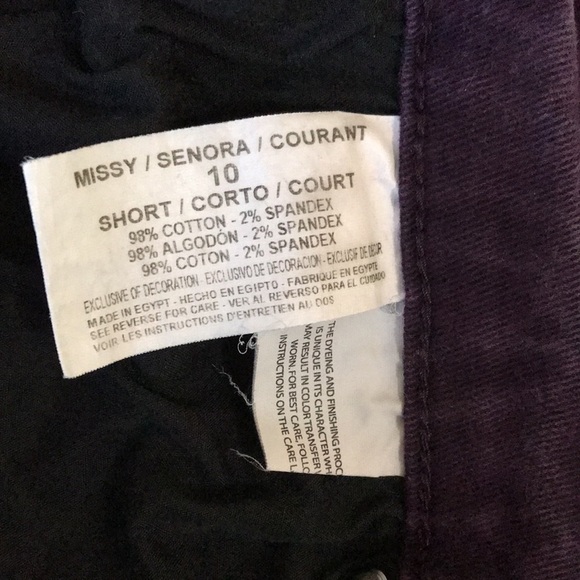 MISSY / SENORA / COURANT
10
SHORT / CORTO / COURT
98% COTTON - 2% SPANDEX
98% ALGODÓN - 2% SPANDEX
98% COTON - 2% SPANDEX
EXCLUSIVE OF DECORATION - EXCLUSIVO DE DECORACION - EXCLUSIF DE DECOR
MADE IN EGYPT - HECHO EN EGIPTO - FABRIQUE EN EGYPTE
SEE REVERSE FOR CARE - VER AL REVERSO PARA EL CUIDADO
VOIR LES INSTRUCTIONS D'ENTRETIEN AU DOS
THE DYEING AND FINISHING PROC
IS UNIQUE IN ITS CHARACTER WH
MAY RESULT IN COLOR TRANSFER
WORN. FOR BEST CARE, FOLLO
INSTRUCTIONS ON THE CARE L